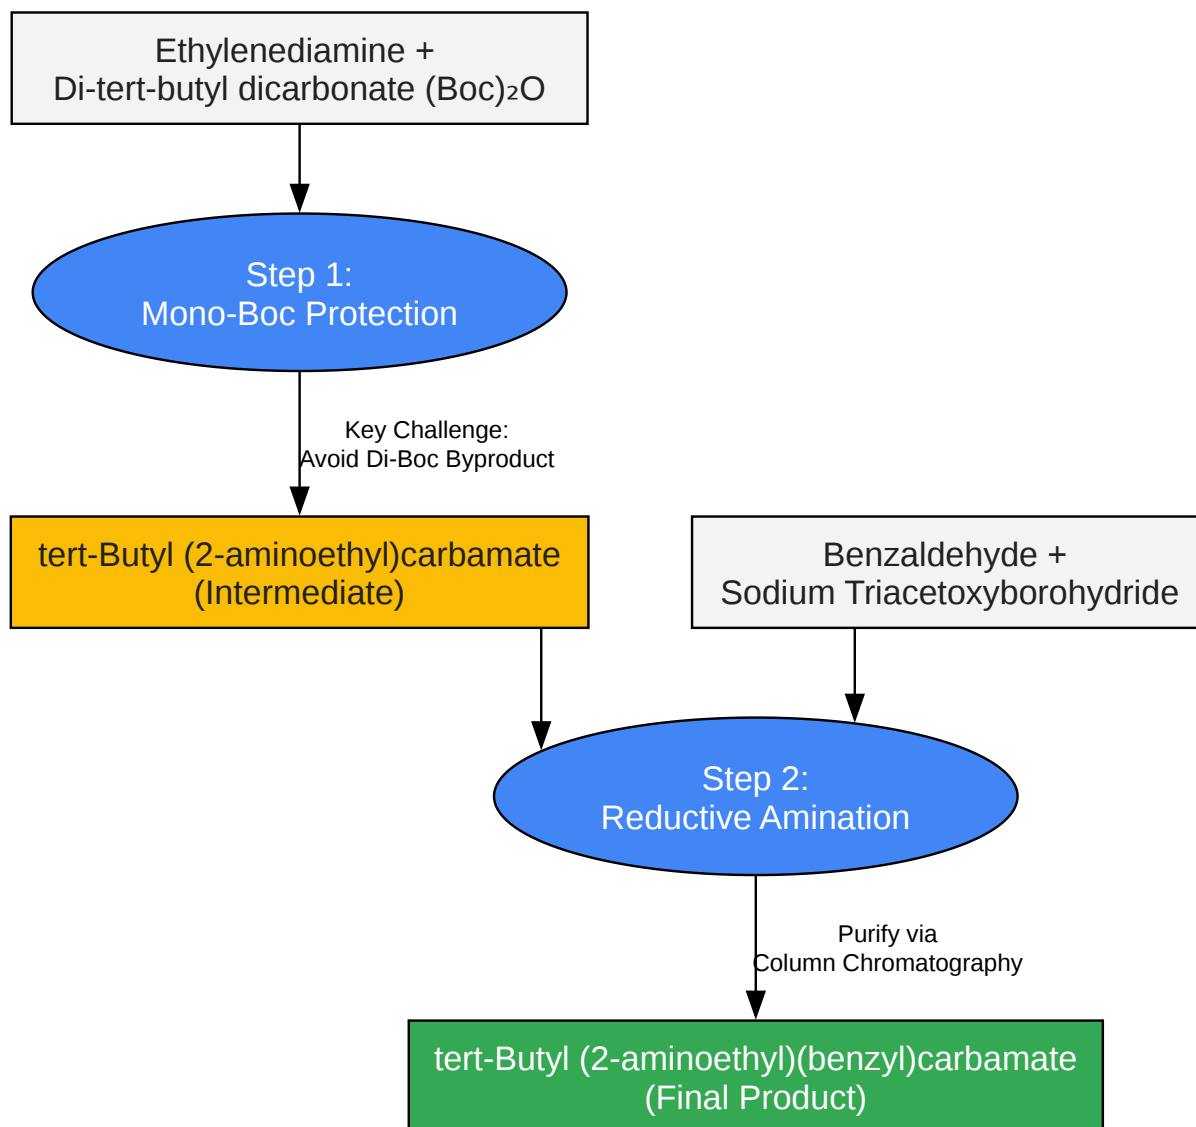 Ethylenediamine +
Di-tert-butyl dicarbonate (Boc)₂O
Step 1:
Mono-Boc Protection
Key Challenge:
Avoid Di-Boc Byproduct
tert-Butyl (2-aminoethyl)carbamate
(Intermediate)
Benzaldehyde +
Sodium Triacetoxyborohydride
Step 2:
Reductive Amination
Purify via
Column Chromatography
tert-Butyl (2-aminoethyl)(benzyl)carbamate
(Final Product)